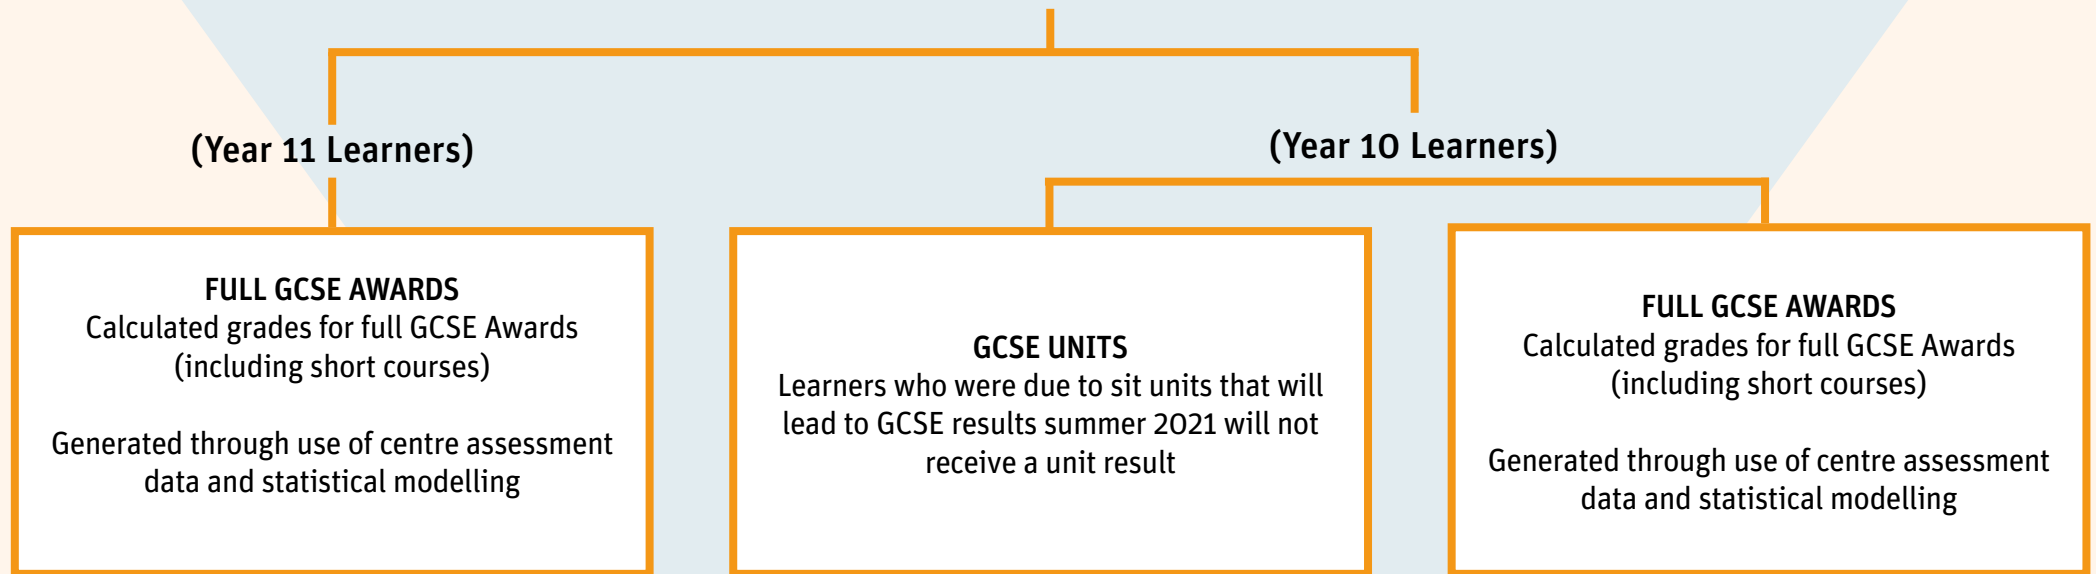 (Year 11 Learners)
(Year 10 Learners)
FULL GCSE AWARDS
Calculated grades for full GCSE Awards
(including short courses)
Generated through use of centre assessment
data and statistical modelling
GCSE UNITS
Learners who were due to sit units that will
lead to GCSE results summer 2021 will not
receive a unit result
FULL GCSE AWARDS
Calculated grades for full GCSE Awards
(including short courses)
Generated through use of centre assessment
data and statistical modelling